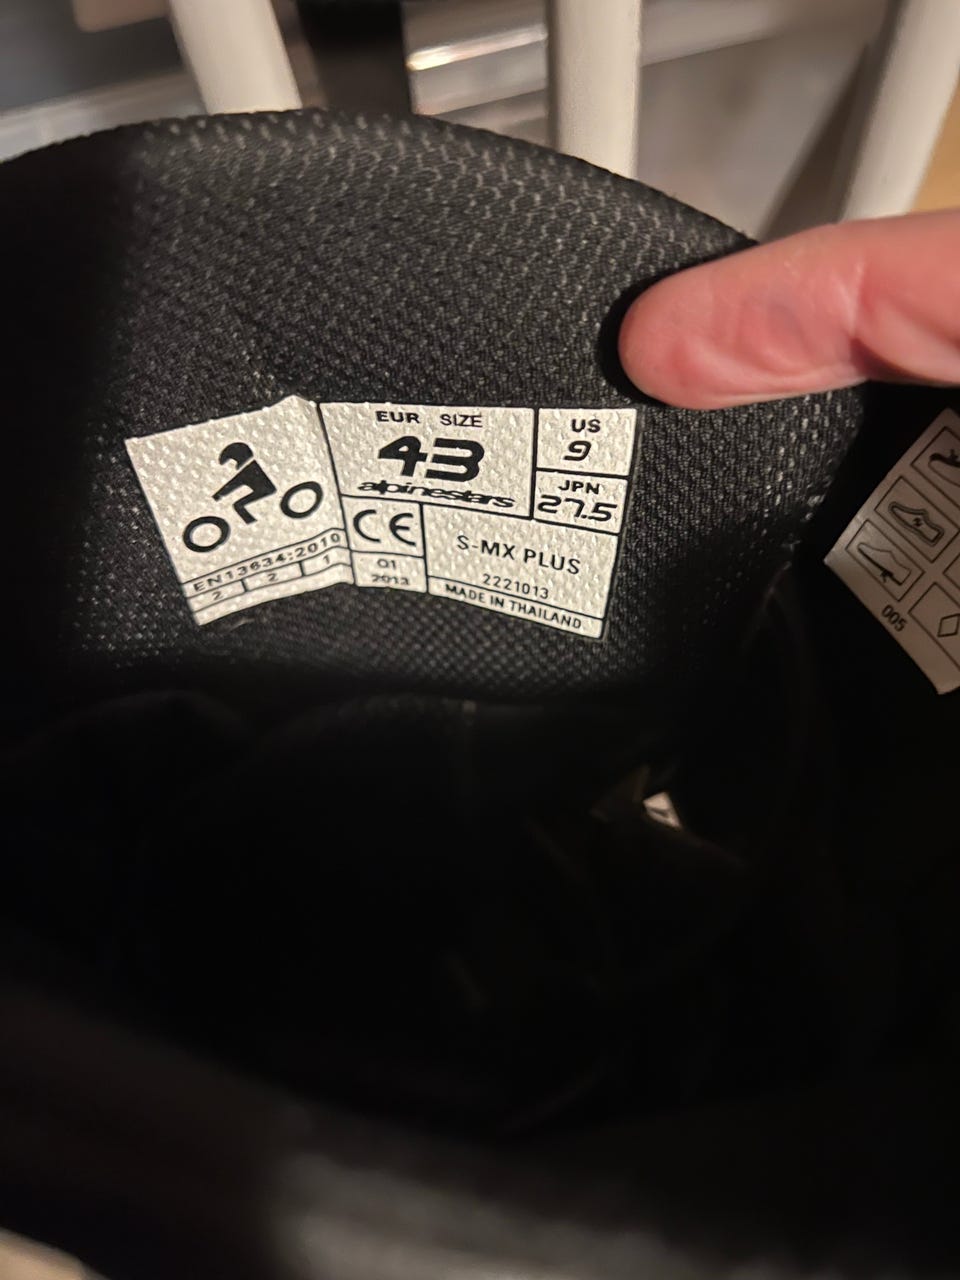 EUR SIZE
43
alpinestars
US
9
JPN
27.5
EN13634:2010
2 2 1
CE
01
2013
S-MX PLUS
2221013
MADE IN THAILAND
005